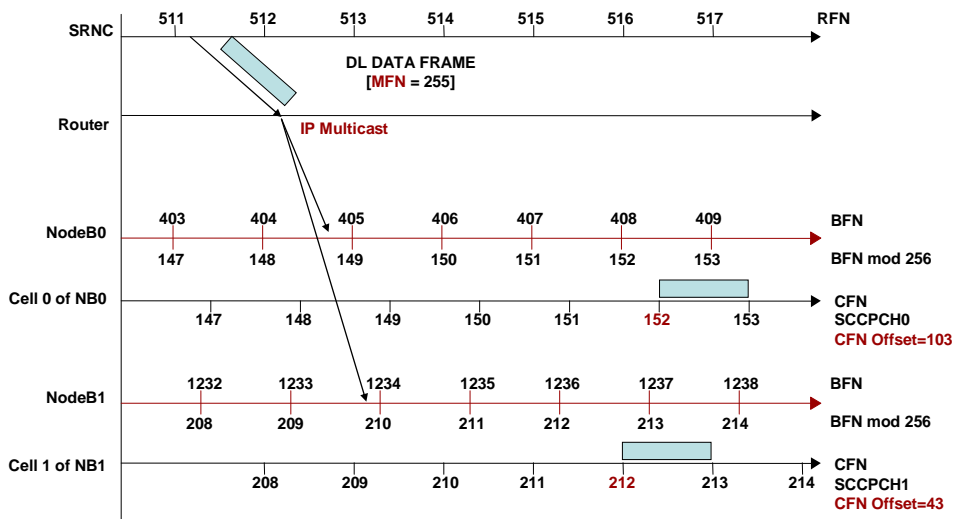 511 512 513 514 515 516 517 RFN
SRNC
DL DATA FRAME
[MFN = 255]
Router
IP Multicast
403 404 405 406 407 408 409 BFN
NodeB0
147 148 149 150 151 152 153 BFN mod 256
Cell 0 of NB0 CFN
147 148 149 150 151 152 153 SCCPCH0
CFN Offset=103
1232 1233 1234 1235 1236 1237 1238 BFN
NodeB1
208 209 210 211 212 213 214 BFN mod 256
Cell 1 of NB1 CFN
208 209 210 211 212 213 214 SCCPCH1
CFN Offset=43